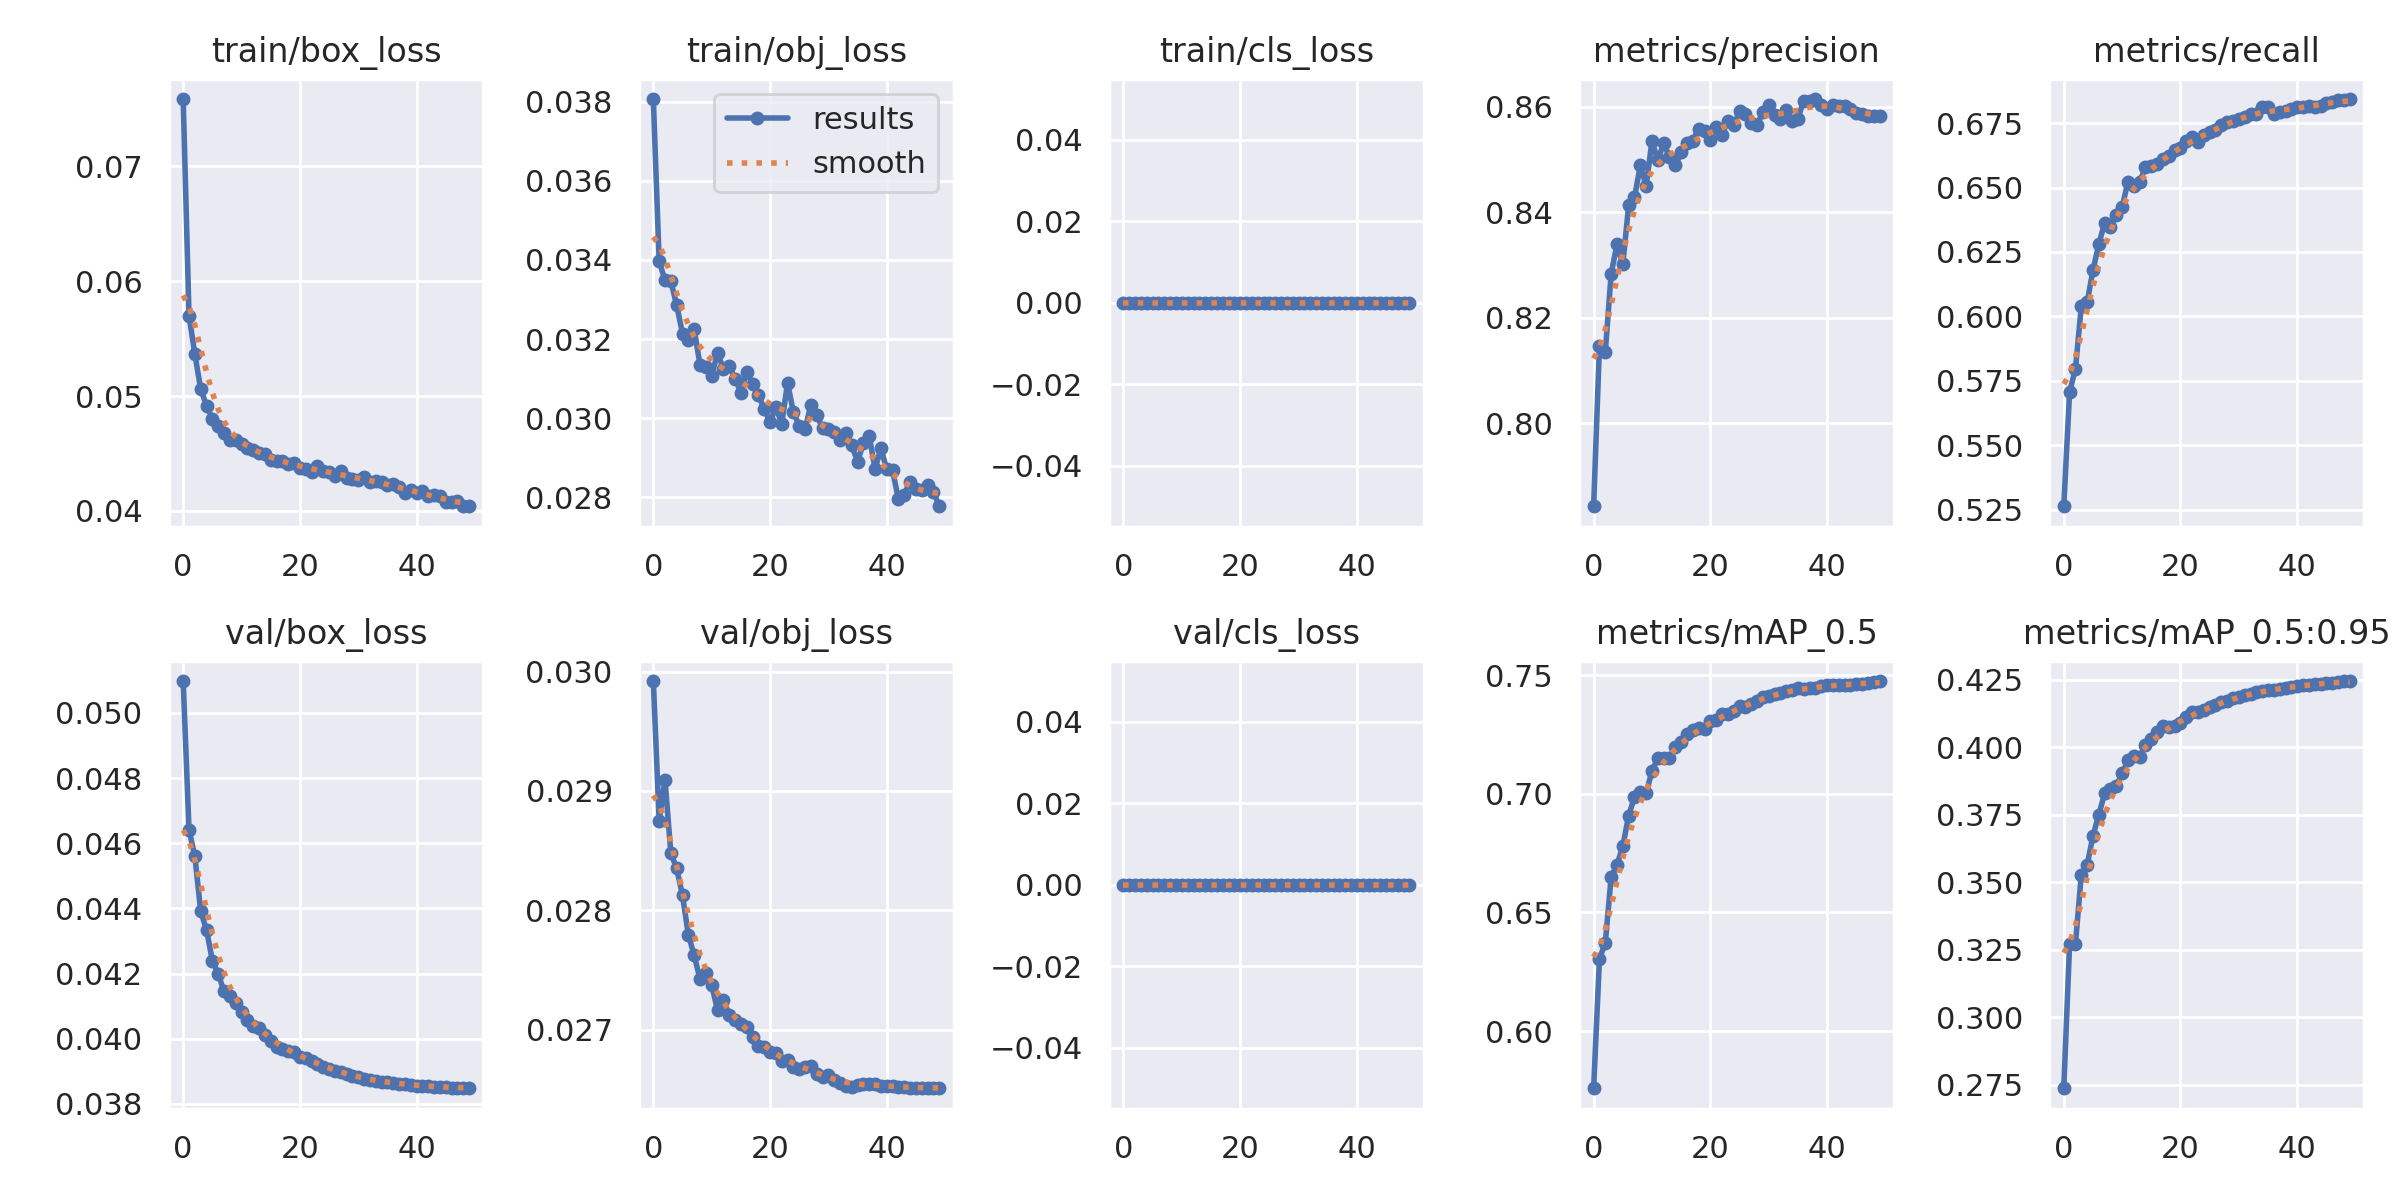 train/box_loss
0.07
0.06
0.05
0.04
0 20 40
train/obj_loss
results
smooth
0.038
0.036
0.034
0.032
0.030
0.028
0 20 40
train/cls_loss
0.04
0.02
0.00
−0.02
−0.04
0 20 40
metrics/precision
0.86
0.84
0.82
0.80
0 20 40
metrics/recall
0.675
0.650
0.625
0.600
0.575
0.550
0.525
0 20 40
val/box_loss
0.050
0.048
0.046
0.044
0.042
0.040
0.038
0 20 40
val/obj_loss
0.030
0.029
0.028
0.027
0 20 40
val/cls_loss
0.04
0.02
0.00
−0.02
−0.04
0 20 40
metrics/mAP_0.5
0.75
0.70
0.65
0.60
0 20 40
metrics/mAP_0.5:0.95
0.425
0.400
0.375
0.350
0.325
0.300
0.275
0 20 40